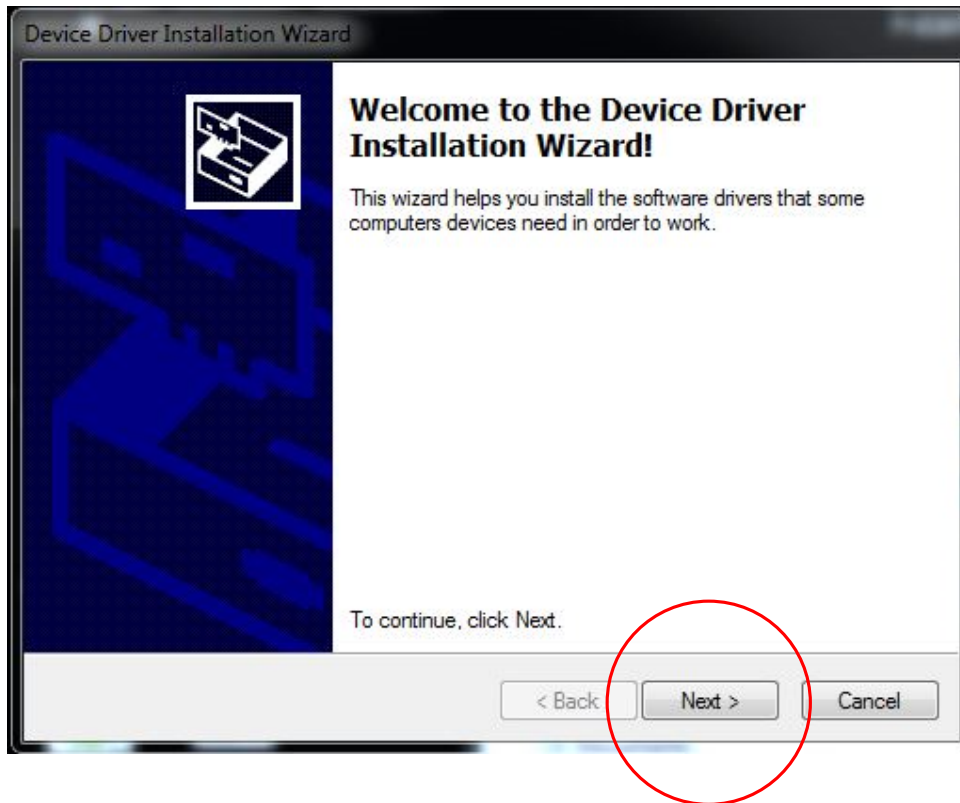 Device Driver Installation Wizard
Welcome to the Device Driver
Installation Wizard!
This wizard helps you install the software drivers that some
computers devices need in order to work.
To continue, click Next.
< Back
Next >
Cancel